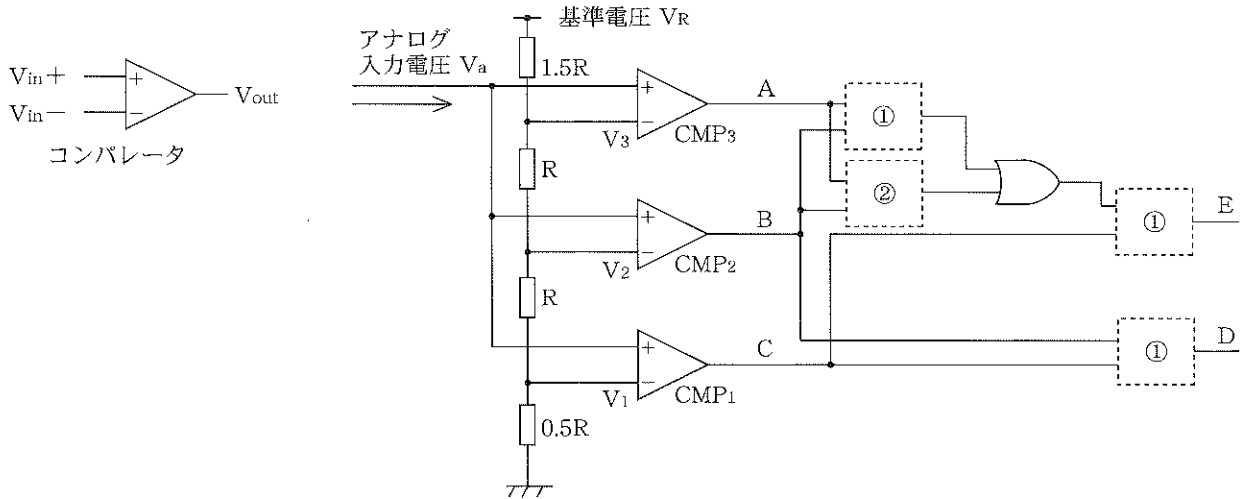 基準電圧 VR
アナログ
入力電圧 Va
Vin＋
Vin－
+
−
Vout
コンパレータ
1.5R
+
−
V3
CMP3
A
①
R
②
+
−
V2
CMP2
B
①
E
R
+
−
V1
CMP1
C
①
D
0.5R